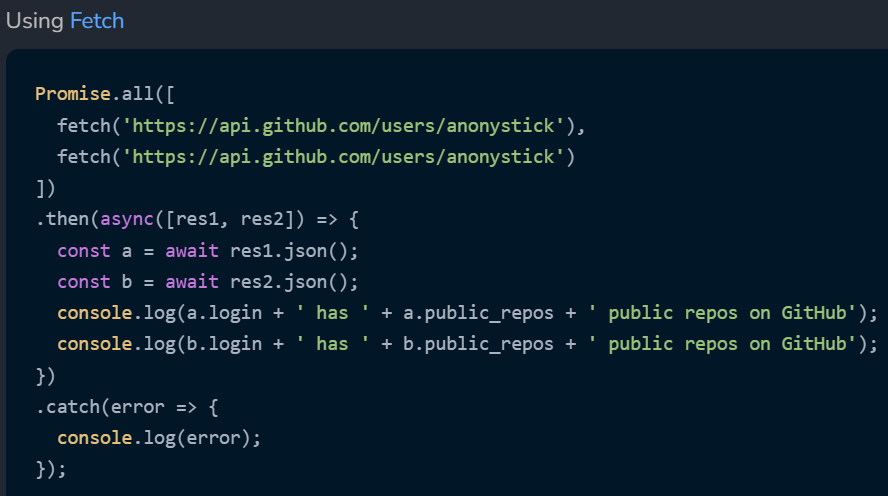 Using Fetch
Promise.all([
  fetch('https://api.github.com/users/anonystick'),
  fetch('https://api.github.com/users/anonystick')
])
.then(async([res1, res2]) => {
  const a = await res1.json();
  const b = await res2.json();
  console.log(a.login + ' has ' + a.public_repos + ' public repos on GitHub');
  console.log(b.login + ' has ' + b.public_repos + ' public repos on GitHub');
})
.catch(error => {
  console.log(error);
});